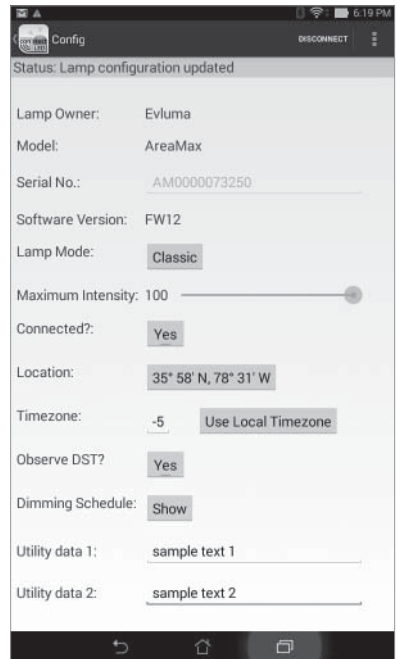 6:19 PM
Config
DISCONNECT
Status: Lamp configuration updated
Lamp Owner: Evluma
Model: AreaMax
Serial No.: AM0000073250
Software Version: FW12
Lamp Mode: Classic
Maximum Intensity: 100
Connected?: Yes
Location: 35° 58' N, 78° 31' W
Timezone: -5 Use Local Timezone
Observe DST? Yes
Dimming Schedule: Show
Utility data 1: sample text 1
Utility data 2: sample text 2